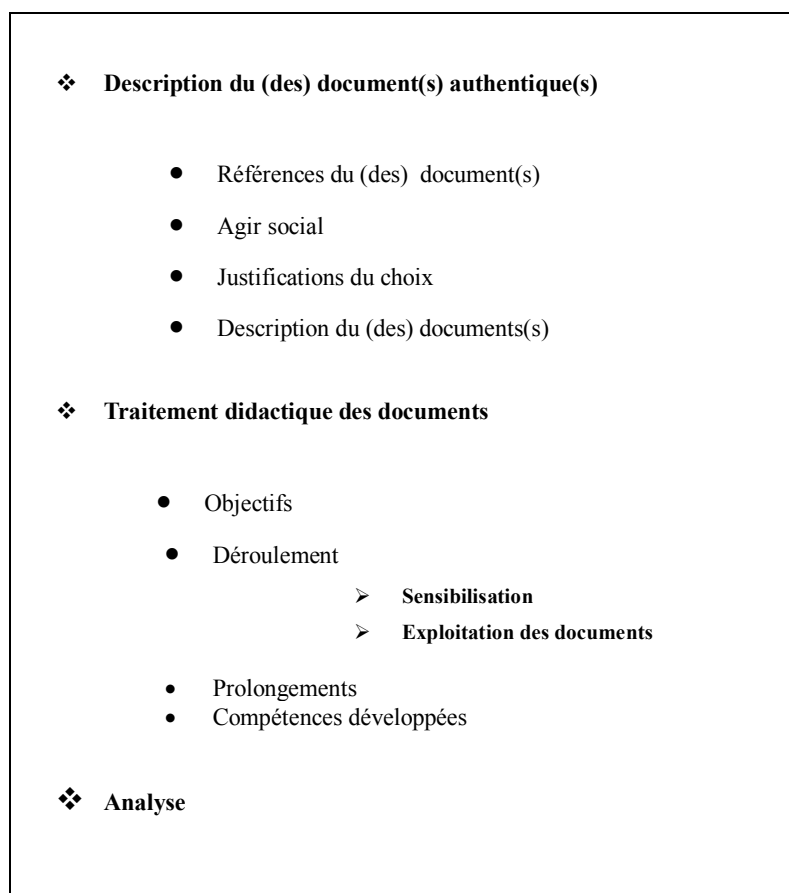 ❖ Description du (des) document(s) authentique(s)
● Références du (des) document(s)
● Agir social
● Justifications du choix
● Description du (des) documents(s)
❖ Traitement didactique des documents
● Objectifs
● Déroulement
➢ Sensibilisation
➢ Exploitation des documents
• Prolongements
• Compétences développées
❖ Analyse